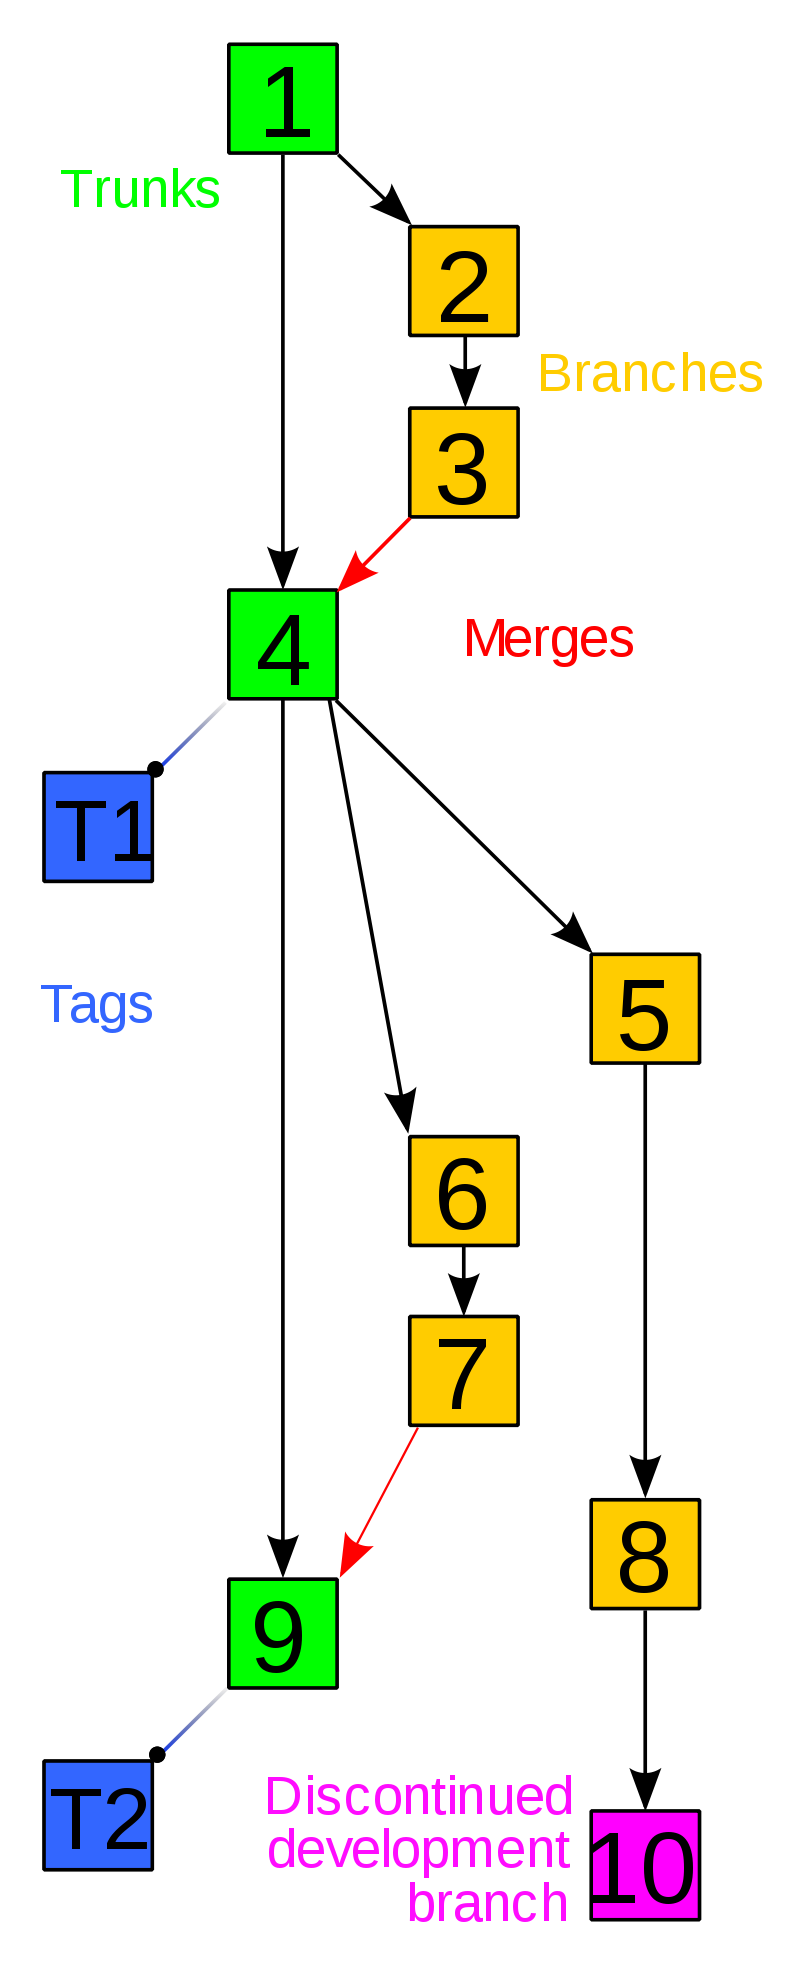 1
Trunks
2
Branches
3
4
Merges
T1
5
Tags
6
7
8
9
T2
Discontinued
development
branch
10